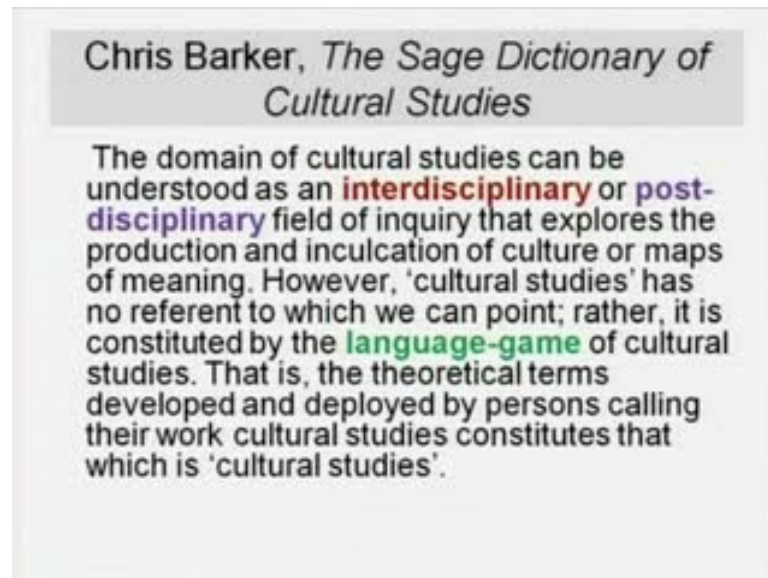 Chris Barker, The Sage Dictionary of
Cultural Studies
The domain of cultural studies can be
understood as an interdisciplinary or post-
disciplinary field of inquiry that explores the
production and inculcation of culture or maps
of meaning. However, ‘cultural studies’ has
no referent to which we can point; rather, it is
constituted by the language-game of cultural
studies. That is, the theoretical terms
developed and deployed by persons calling
their work cultural studies constitutes that
which is ‘cultural studies’.